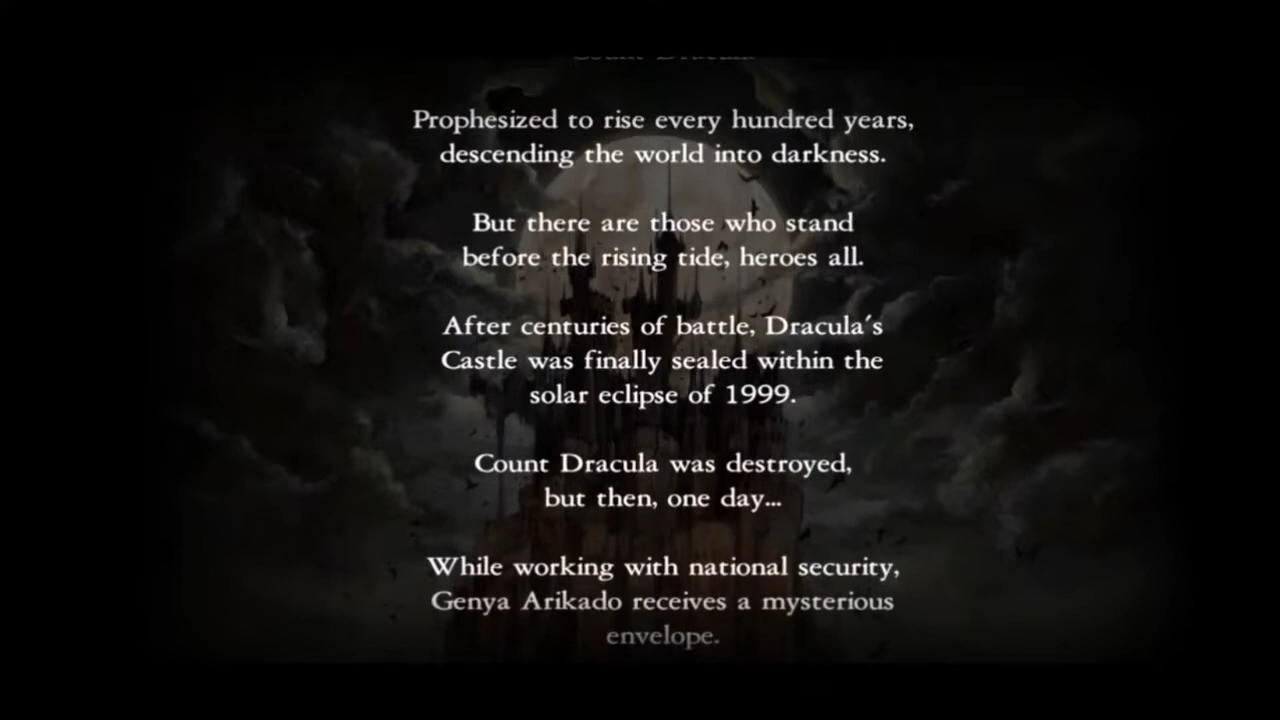 Count Dracula
Prophesized to rise every hundred years,
descending the world into darkness.
But there are those who stand
before the rising tide, heroes all.
After centuries of battle, Dracula´s
Castle was finally sealed within the
solar eclipse of 1999.
Count Dracula was destroyed,
but then, one day...
While working with national security,
Genya Arikado receives a mysterious
envelope.